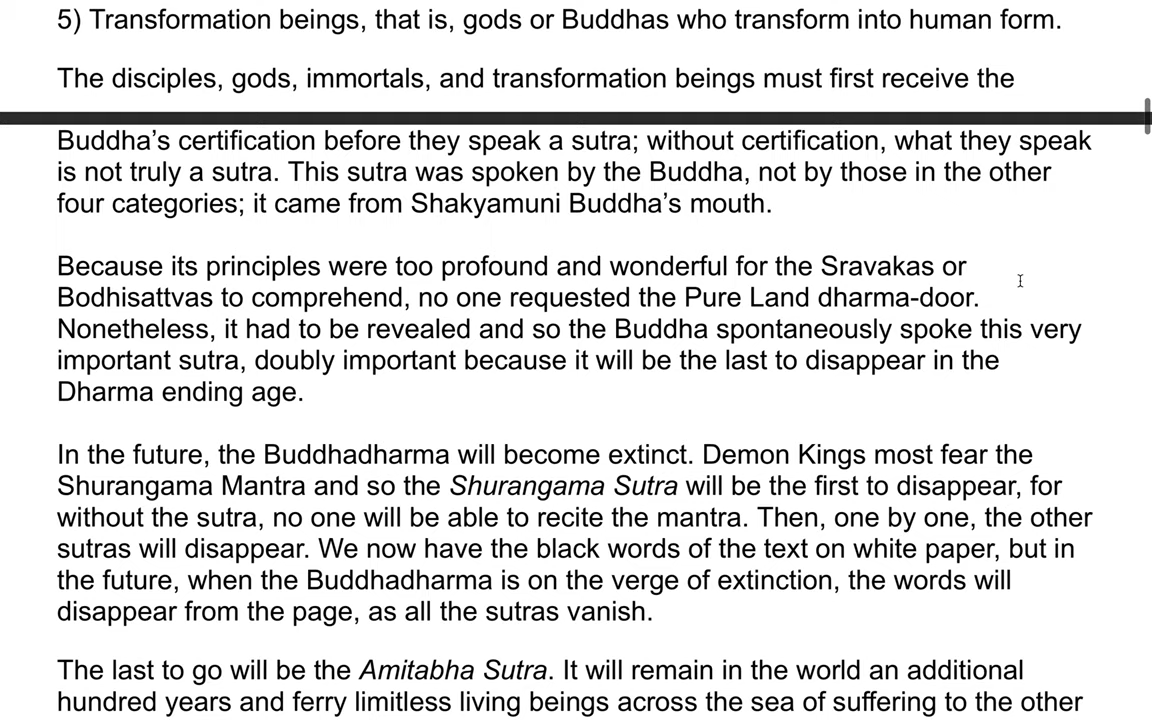 5) Transformation beings, that is, gods or Buddhas who transform into human form.
The disciples, gods, immortals, and transformation beings must first receive the
Buddha’s certification before they speak a sutra; without certification, what they speak
is not truly a sutra. This sutra was spoken by the Buddha, not by those in the other
four categories; it came from Shakyamuni Buddha’s mouth.
Because its principles were too profound and wonderful for the Sravakas or
Bodhisattvas to comprehend, no one requested the Pure Land dharma-door.
Nonetheless, it had to be revealed and so the Buddha spontaneously spoke this very
important sutra, doubly important because it will be the last to disappear in the
Dharma ending age.
In the future, the Buddhadharma will become extinct. Demon Kings most fear the
Shurangama Mantra and so the Shurangama Sutra will be the first to disappear, for
without the sutra, no one will be able to recite the mantra. Then, one by one, the other
sutras will disappear. We now have the black words of the text on white paper, but in
the future, when the Buddhadharma is on the verge of extinction, the words will
disappear from the page, as all the sutras vanish.
The last to go will be the Amitabha Sutra. It will remain in the world an additional
hundred years and ferry limitless living beings across the sea of suffering to the other